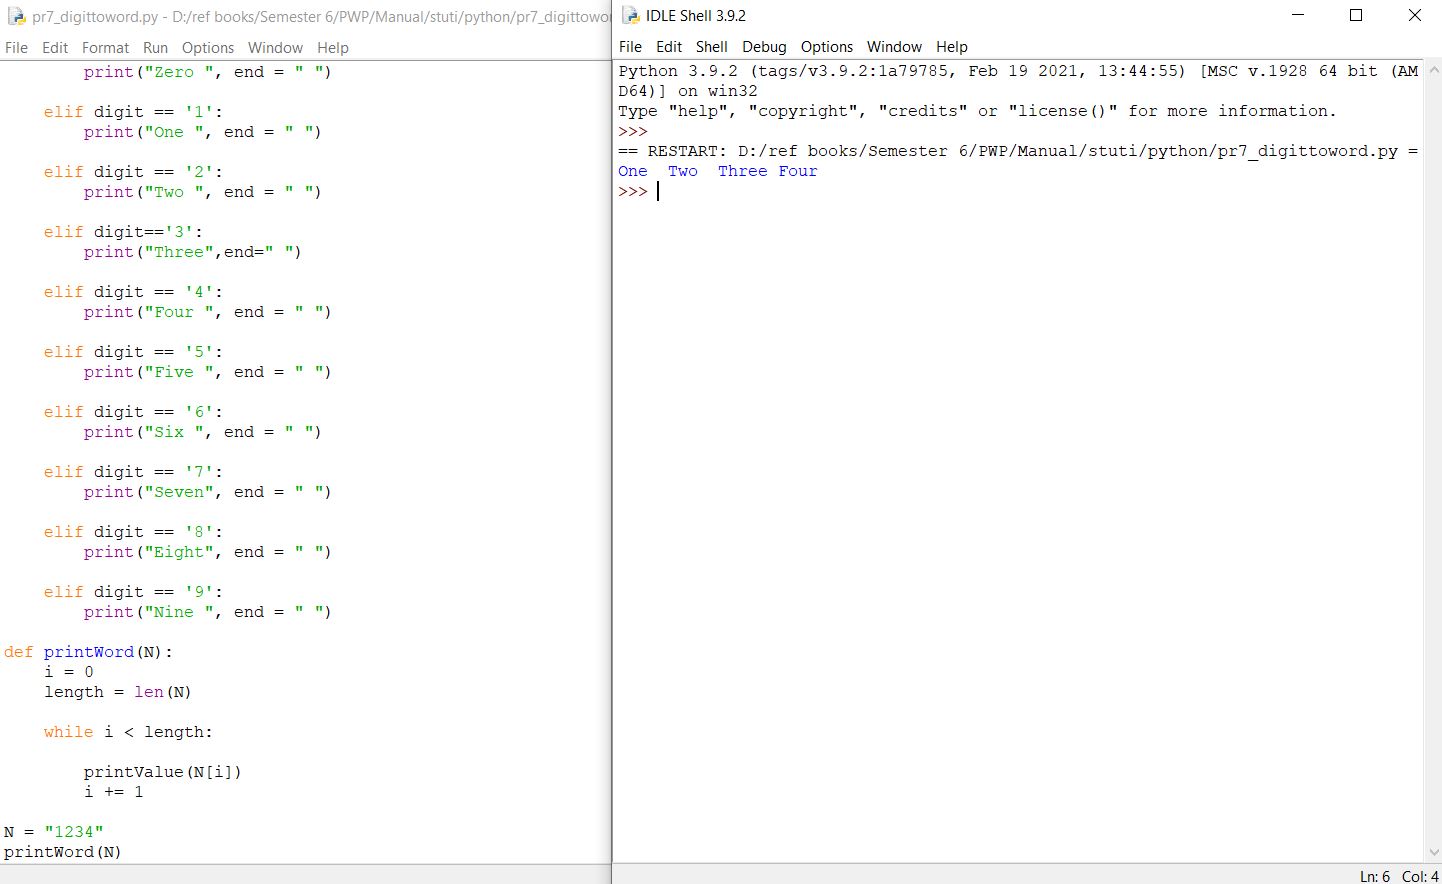 pr7_digittoword.py - D:/ref books/Semester 6/PWP/Manual/stuti/python/pr7_digittowo
File Edit Format Run Options Window Help
        print("Zero ", end = " ")

    elif digit == '1':
        print("One ", end = " ")

    elif digit == '2':
        print("Two ", end = " ")

    elif digit=='3':
        print("Three",end=" ")

    elif digit == '4':
        print("Four ", end = " ")

    elif digit == '5':
        print("Five ", end = " ")

    elif digit == '6':
        print("Six ", end = " ")

    elif digit == '7':
        print("Seven", end = " ")

    elif digit == '8':
        print("Eight", end = " ")

    elif digit == '9':
        print("Nine ", end = " ")

def printWord(N):
    i = 0
    length = len(N)

    while i < length:

        printValue(N[i])
        i += 1

N = "1234"
printWord(N)
IDLE Shell 3.9.2
File Edit Shell Debug Options Window Help
Python 3.9.2 (tags/v3.9.2:1a79785, Feb 19 2021, 13:44:55) [MSC v.1928 64 bit (AM
D64)] on win32
Type "help", "copyright", "credits" or "license()" for more information.
>>>
== RESTART: D:/ref books/Semester 6/PWP/Manual/stuti/python/pr7_digittoword.py =
One  Two  Three Four
>>>
Ln: 6 Col: 4